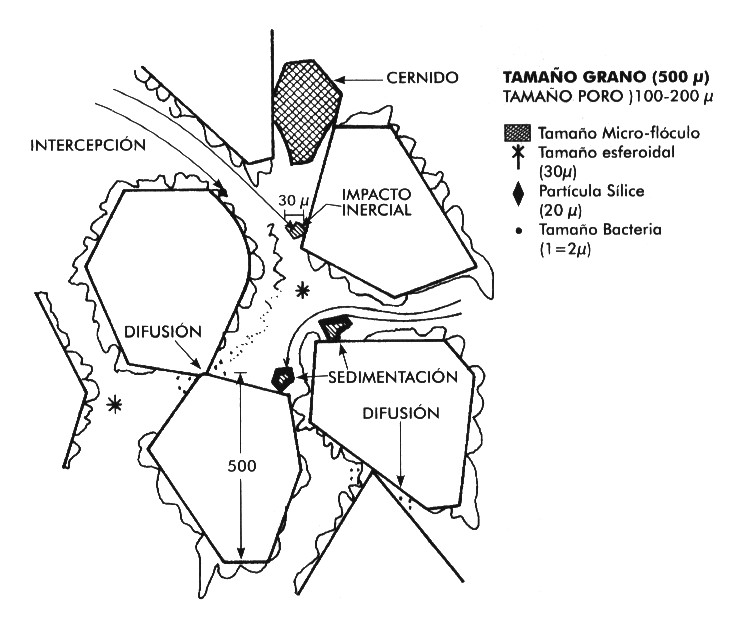 CERNIDO
TAMAÑO GRANO (500 µ)
TAMAÑO PORO )100-200 µ
Tamaño Micro-flóculo
Tamaño esferoidal
(30µ)
Partícula Sílice
(20 µ)
Tamaño Bacteria
(1=2µ)
INTERCEPCIÓN
30 µ
IMPACTO
INERCIAL
DIFUSIÓN
SEDIMENTACIÓN
DIFUSIÓN
500